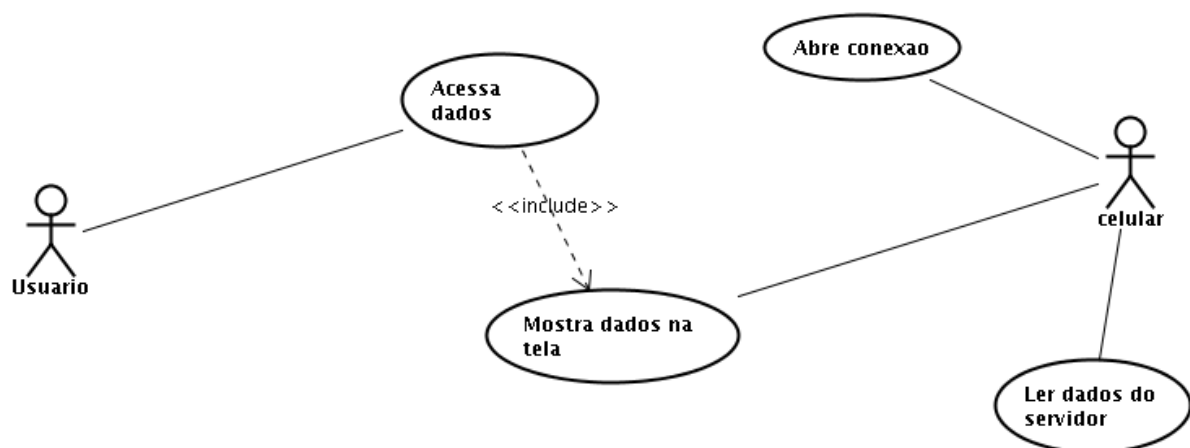 Abre conexao
Acessa
dados
<<include>>
celular
Usuario
Mostra dados na
tela
Ler dados do
servidor